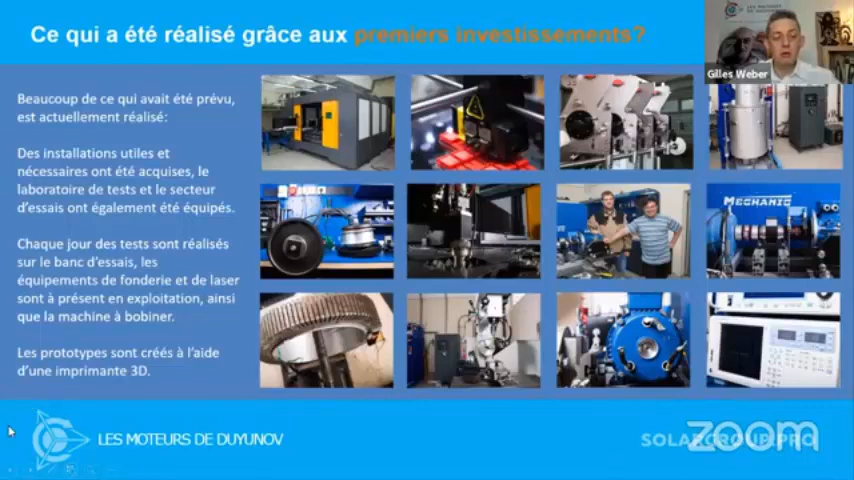 Ce qui a été réalisé grâce aux premiers investissements?
LES MOTEURS
DE DUYUNOV
Gilles Weber
Beaucoup de ce qui avait été prévu,
est actuellement réalisé:
Des installations utiles et
nécessaires ont été acquises, le
laboratoire de tests et le secteur
d'essais ont également été équipés.
Chaque jour des tests sont réalisés
sur le banc d'essais, les
équipements de fonderie et de laser
sont à présent en exploitation, ainsi
que la machine à bobiner.
Les prototypes sont créés à l'aide
d'une imprimante 3D.
MECHANIC
LES MOTEURS DE DUYUNOV
SOLARGROUP.PRO
zoom